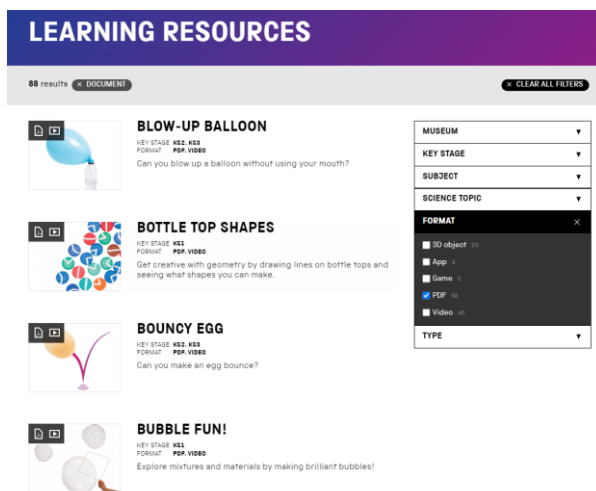 LEARNING RESOURCES
88 results × DOCUMENT
× CLEAR ALL FILTERS
BLOW-UP BALLOON
KEY STAGE KS2, KS3
FORMAT PDF, VIDEO
Can you blow up a balloon without using your mouth?
BOTTLE TOP SHAPES
KEY STAGE KS1
FORMAT PDF, VIDEO
Get creative with geometry by drawing lines on bottle tops and
seeing what shapes you can make.
BOUNCY EGG
KEY STAGE KS2, KS3
FORMAT PDF, VIDEO
Can you make an egg bounce?
BUBBLE FUN!
KEY STAGE KS1
FORMAT PDF, VIDEO
Explore mixtures and materials by making brilliant bubbles!
MUSEUM ▼
KEY STAGE ▼
SUBJECT ▼
SCIENCE TOPIC ▼
FORMAT ×
3D object 20
App 4
Game 5
PDF 88
Video
TYPE ▼